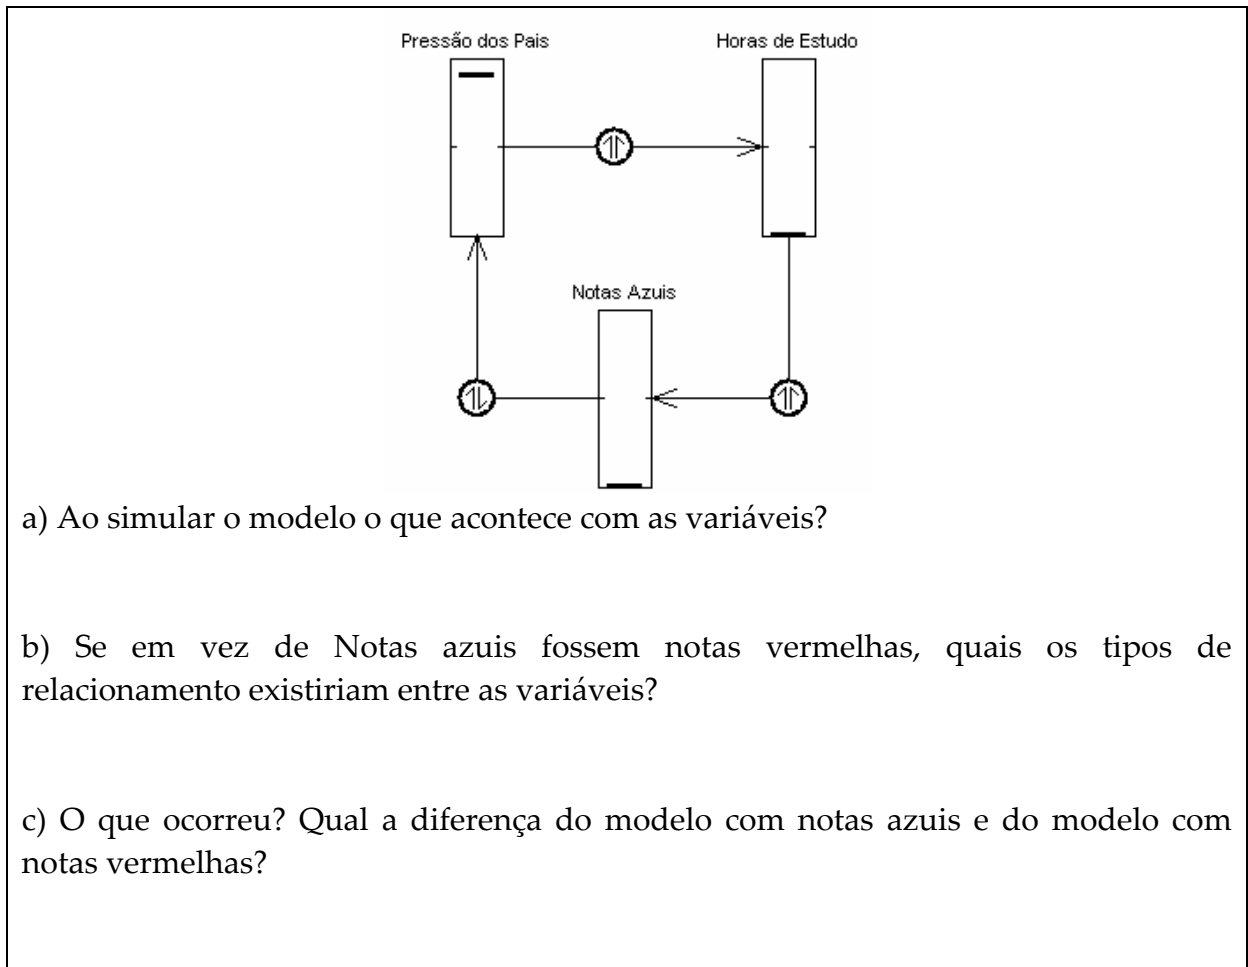 Pressão dos Pais
Horas de Estudo
Notas Azuis
a) Ao simular o modelo o que acontece com as variáveis?
b) Se em vez de Notas azuis fossem notas vermelhas, quais os tipos de
relacionamento existiriam entre as variáveis?
c) O que ocorreu? Qual a diferença do modelo com notas azuis e do modelo com
notas vermelhas?